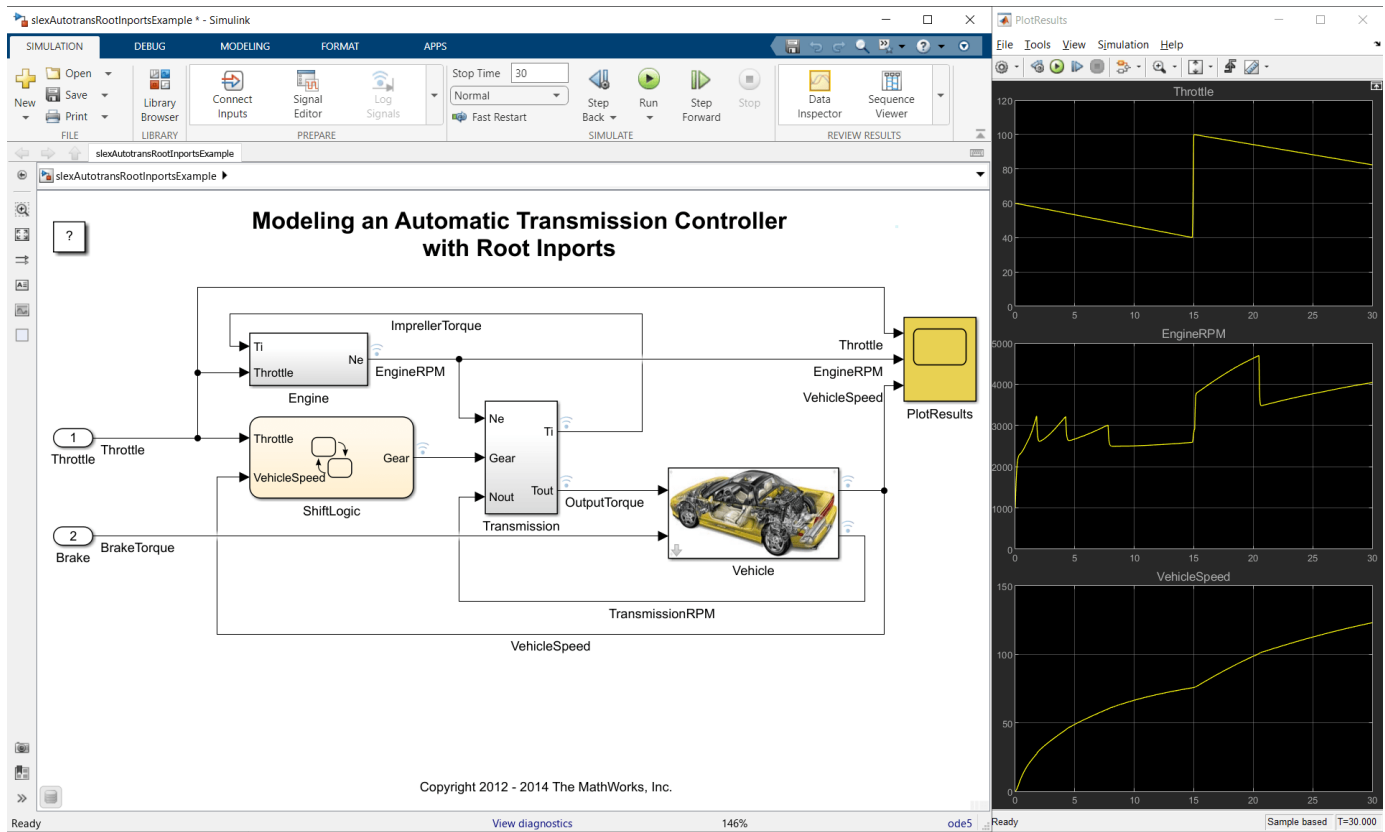 slexAutotransRootInportsExample * - Simulink
SIMULATION DEBUG MODELING FORMAT APPS
New
Open
Save
Print
FILE
Library Browser
LIBRARY
Connect Inputs
Signal Editor
Log Signals
PREPARE
Stop Time 30
Normal
Fast Restart
Step Back
Run
Step Forward
Stop
SIMULATE
Data Inspector
Sequence Viewer
REVIEW RESULTS
slexAutotransRootInportsExample
slexAutotransRootInportsExample
?
Modeling an Automatic Transmission Controller
with Root Inports
ImprellerTorque
Ti
Throttle
Ne
Engine
EngineRPM
Throttle
EngineRPM
VehicleSpeed
PlotResults
1
Throttle
Throttle
Throttle
VehicleSpeed
Gear
ShiftLogic
Ne
Gear
Nout
Ti
Tout
Transmission
OutputTorque
2
Brake
BrakeTorque
Vehicle
TransmissionRPM
VehicleSpeed
Copyright 2012 - 2014 The MathWorks, Inc.
Ready
View diagnostics
146%
ode5
PlotResults
File Tools View Simulation Help
Throttle
120
100
80
60
40
20
0
0 5 10 15 20 25 30
EngineRPM
5000
4000
3000
2000
1000
0
0 5 10 15 20 25 30
VehicleSpeed
150
100
50
0
0 5 10 15 20 25 30
Ready
Sample based T=30.000